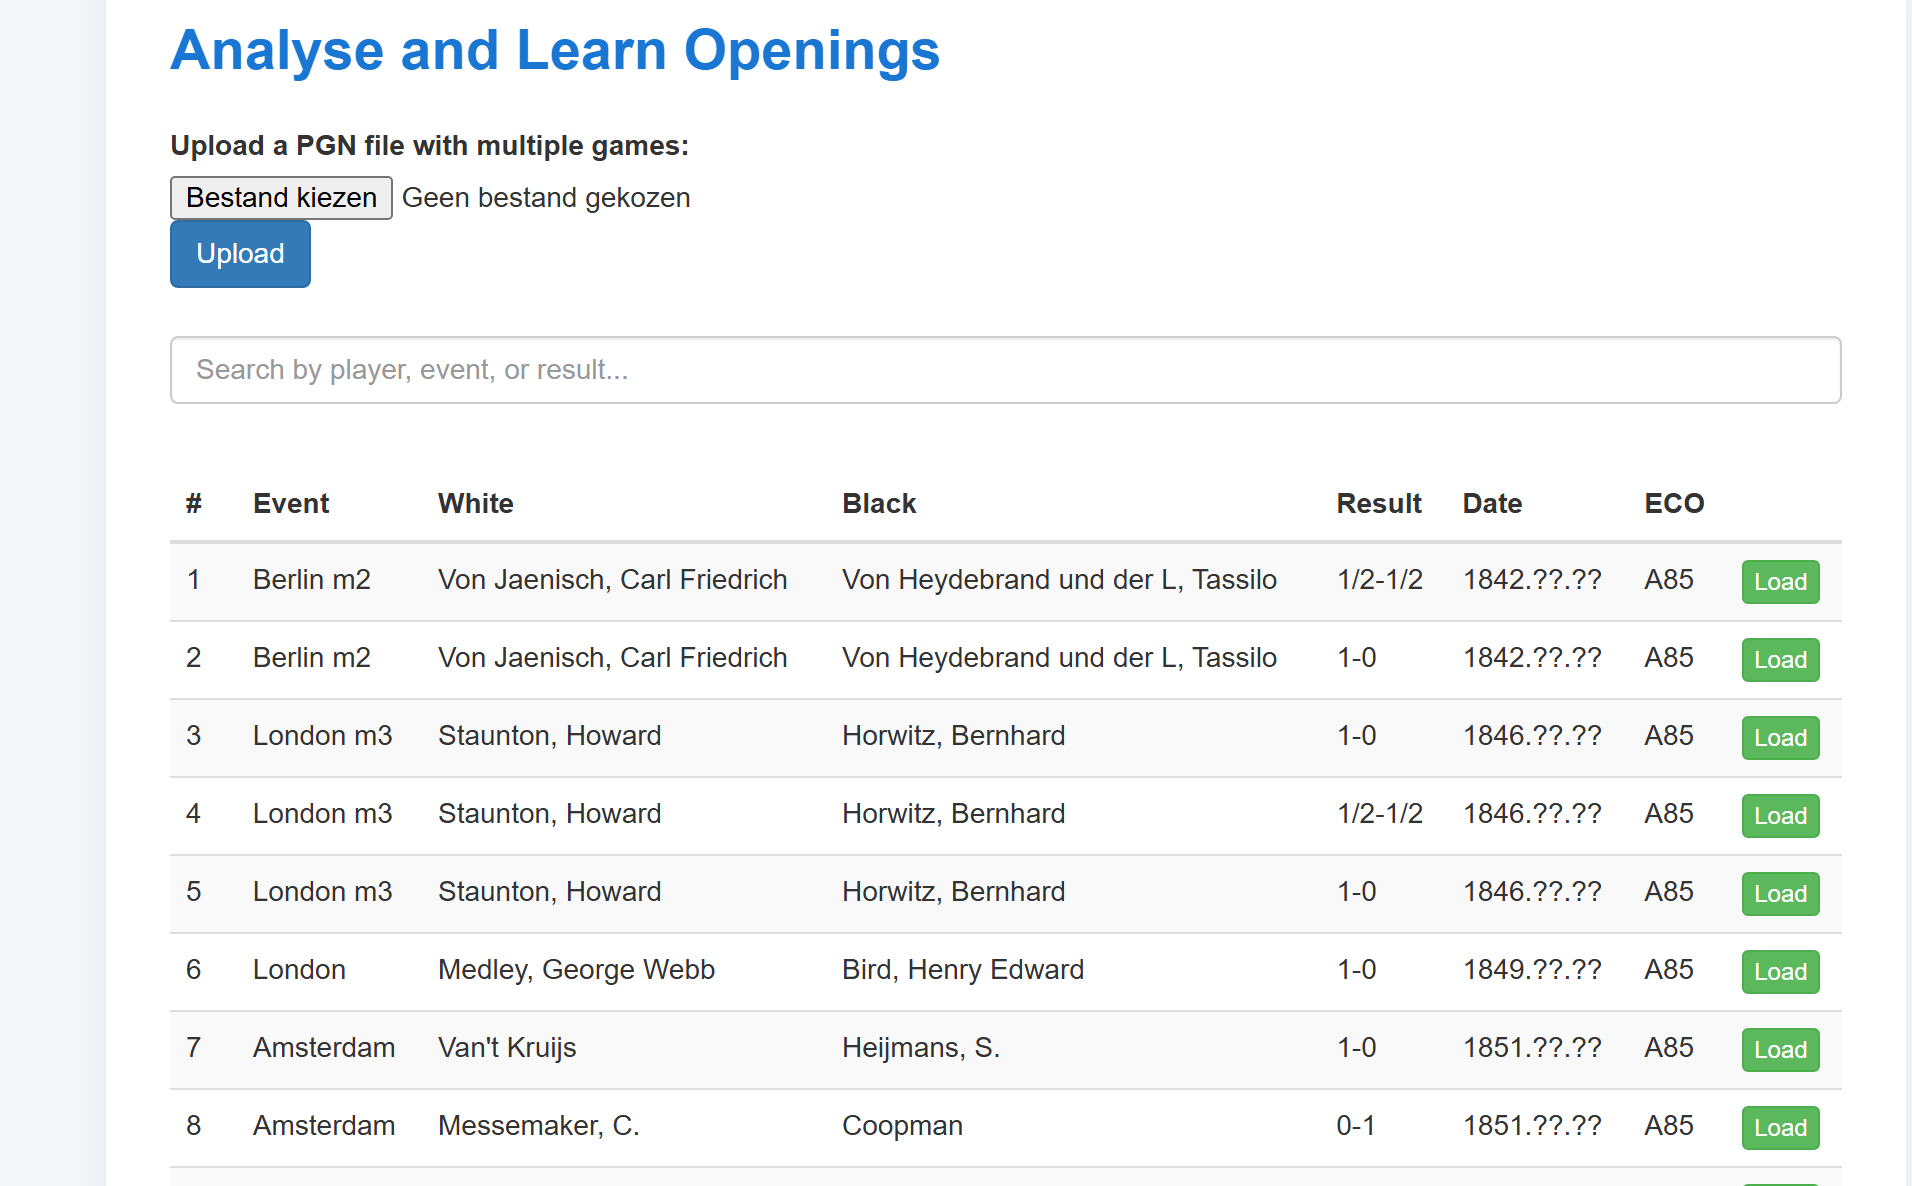 Analyse and Learn Openings
Upload a PGN file with multiple games:
Bestand kiezen Geen bestand gekozen
Upload
Search by player, event, or result...
# Event White Black Result Date ECO
1 Berlin m2 Von Jaenisch, Carl Friedrich Von Heydebrand und der L, Tassilo 1/2-1/2 1842.??.?? A85 Load
2 Berlin m2 Von Jaenisch, Carl Friedrich Von Heydebrand und der L, Tassilo 1-0 1842.??.?? A85 Load
3 London m3 Staunton, Howard Horwitz, Bernhard 1-0 1846.??.?? A85 Load
4 London m3 Staunton, Howard Horwitz, Bernhard 1/2-1/2 1846.??.?? A85 Load
5 London m3 Staunton, Howard Horwitz, Bernhard 1-0 1846.??.?? A85 Load
6 London Medley, George Webb Bird, Henry Edward 1-0 1849.??.?? A85 Load
7 Amsterdam Van't Kruijs Heijmans, S. 1-0 1851.??.?? A85 Load
8 Amsterdam Messemaker, C. Coopman 0-1 1851.??.?? A85 Load